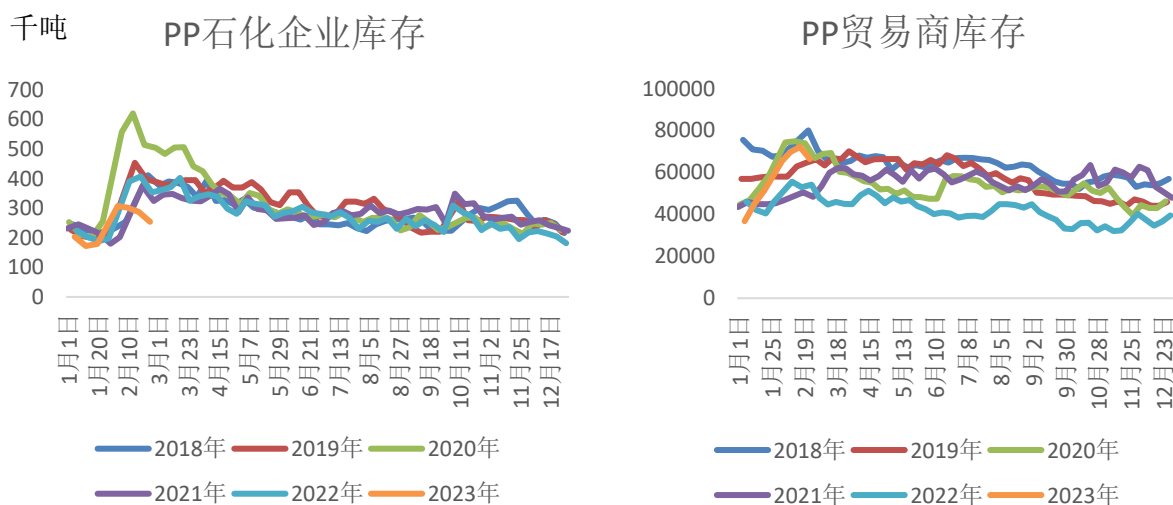 千吨
PP石化企业库存
700
600
500
400
300
200
100
0
1月1日
1月20日
2月10日
3月1日
3月23日
4月15日
5月7日
5月29日
6月21日
7月13日
8月5日
8月27日
9月18日
10月11日
11月2日
11月25日
12月17日
2018年 2019年 2020年
2021年 2022年 2023年
PP贸易商库存
100000
80000
60000
40000
20000
0
1月1日
1月25日
2月19日
3月18日
4月15日
5月13日
6月10日
7月8日
8月5日
9月2日
9月30日
10月28日
11月25日
12月23日
2018年 2019年 2020年
2021年 2022年 2023年